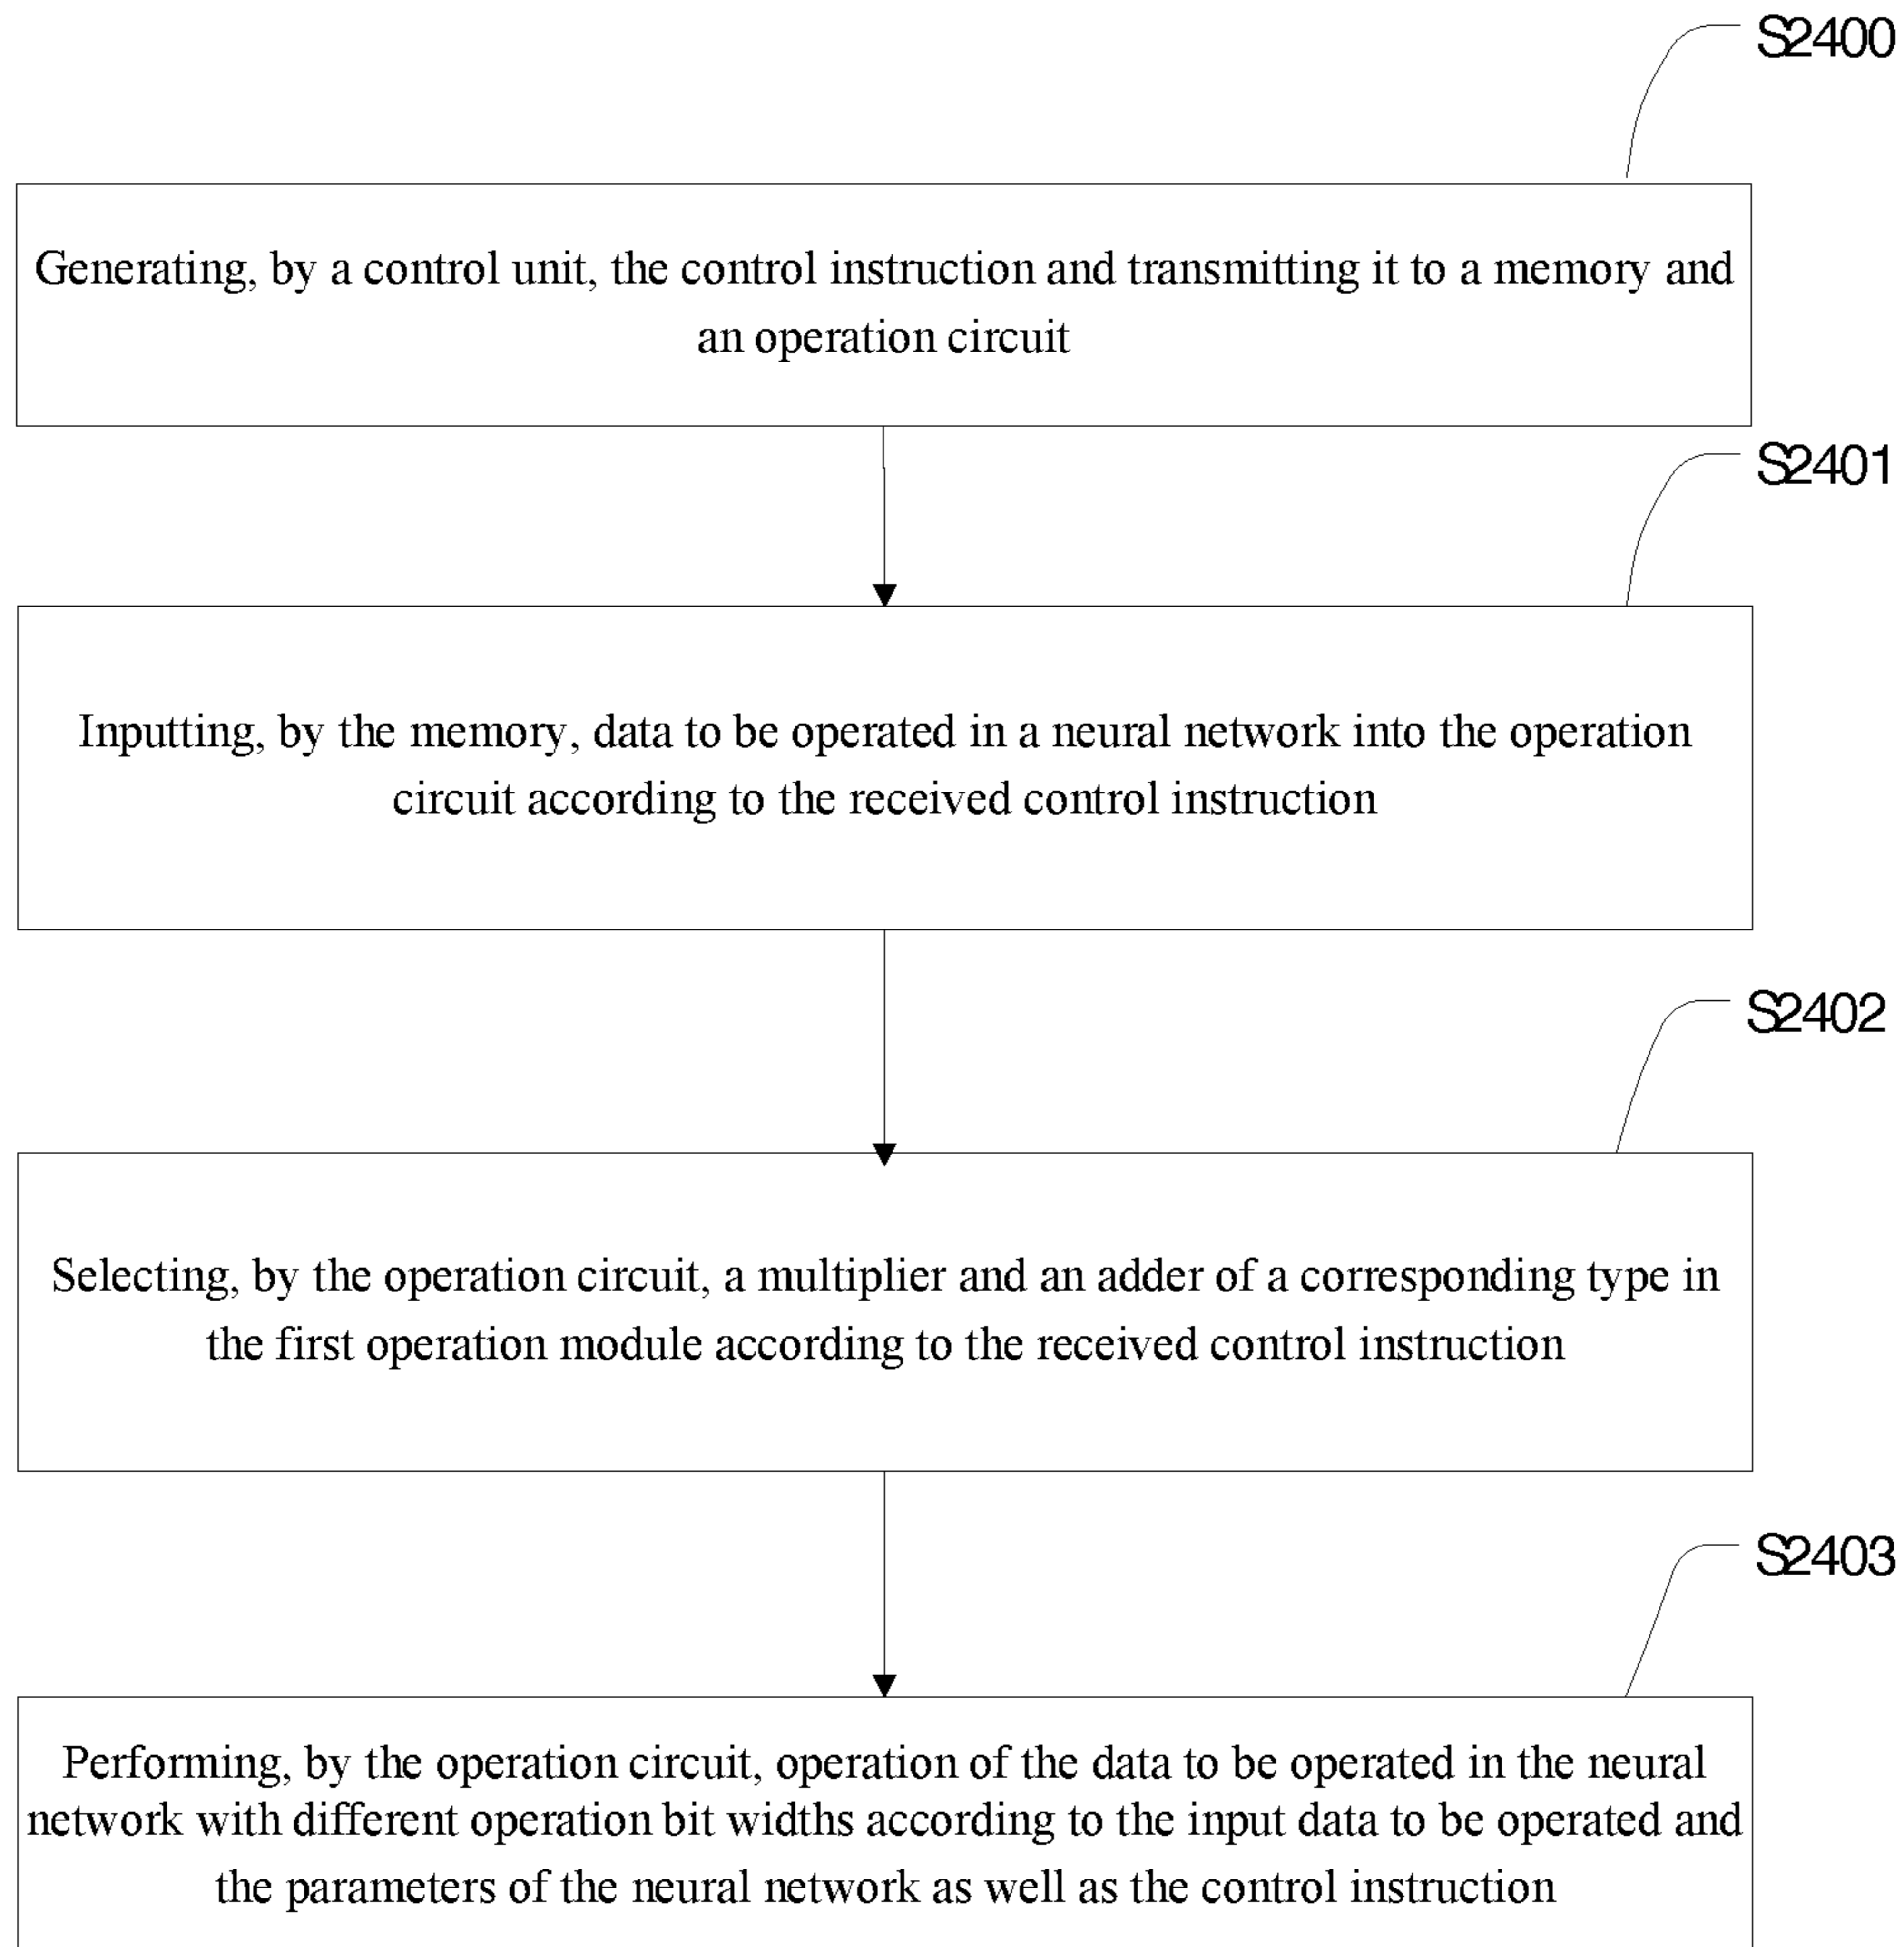 S2400
Generating, by a control unit, the control instruction and transmitting it to a memory and
an operation circuit
S2401
Inputting, by the memory, data to be operated in a neural network into the operation
circuit according to the received control instruction
S2402
Selecting, by the operation circuit, a multiplier and an adder of a corresponding type in
the first operation module according to the received control instruction
S2403
Performing, by the operation circuit, operation of the data to be operated in the neural
network with different operation bit widths according to the input data to be operated and
the parameters of the neural network as well as the control instruction